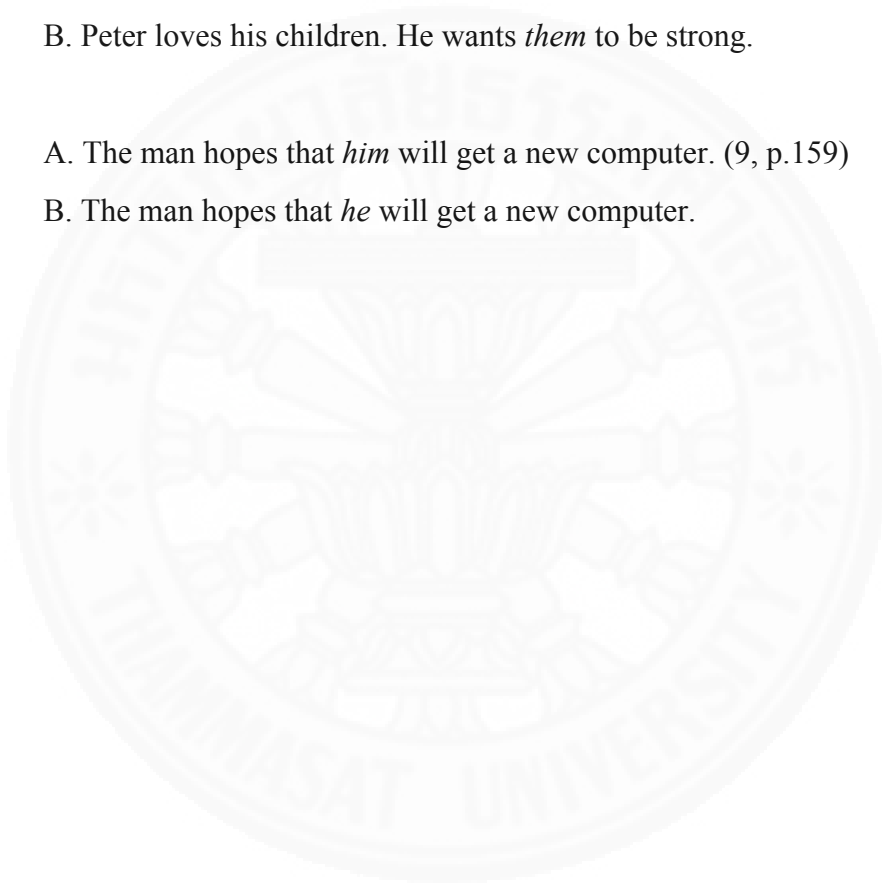 B. Peter loves his children. He wants them to be strong.
A. The man hopes that him will get a new computer. (9, p.159)
B. The man hopes that he will get a new computer.
THAMMASAT UNIVERSITY